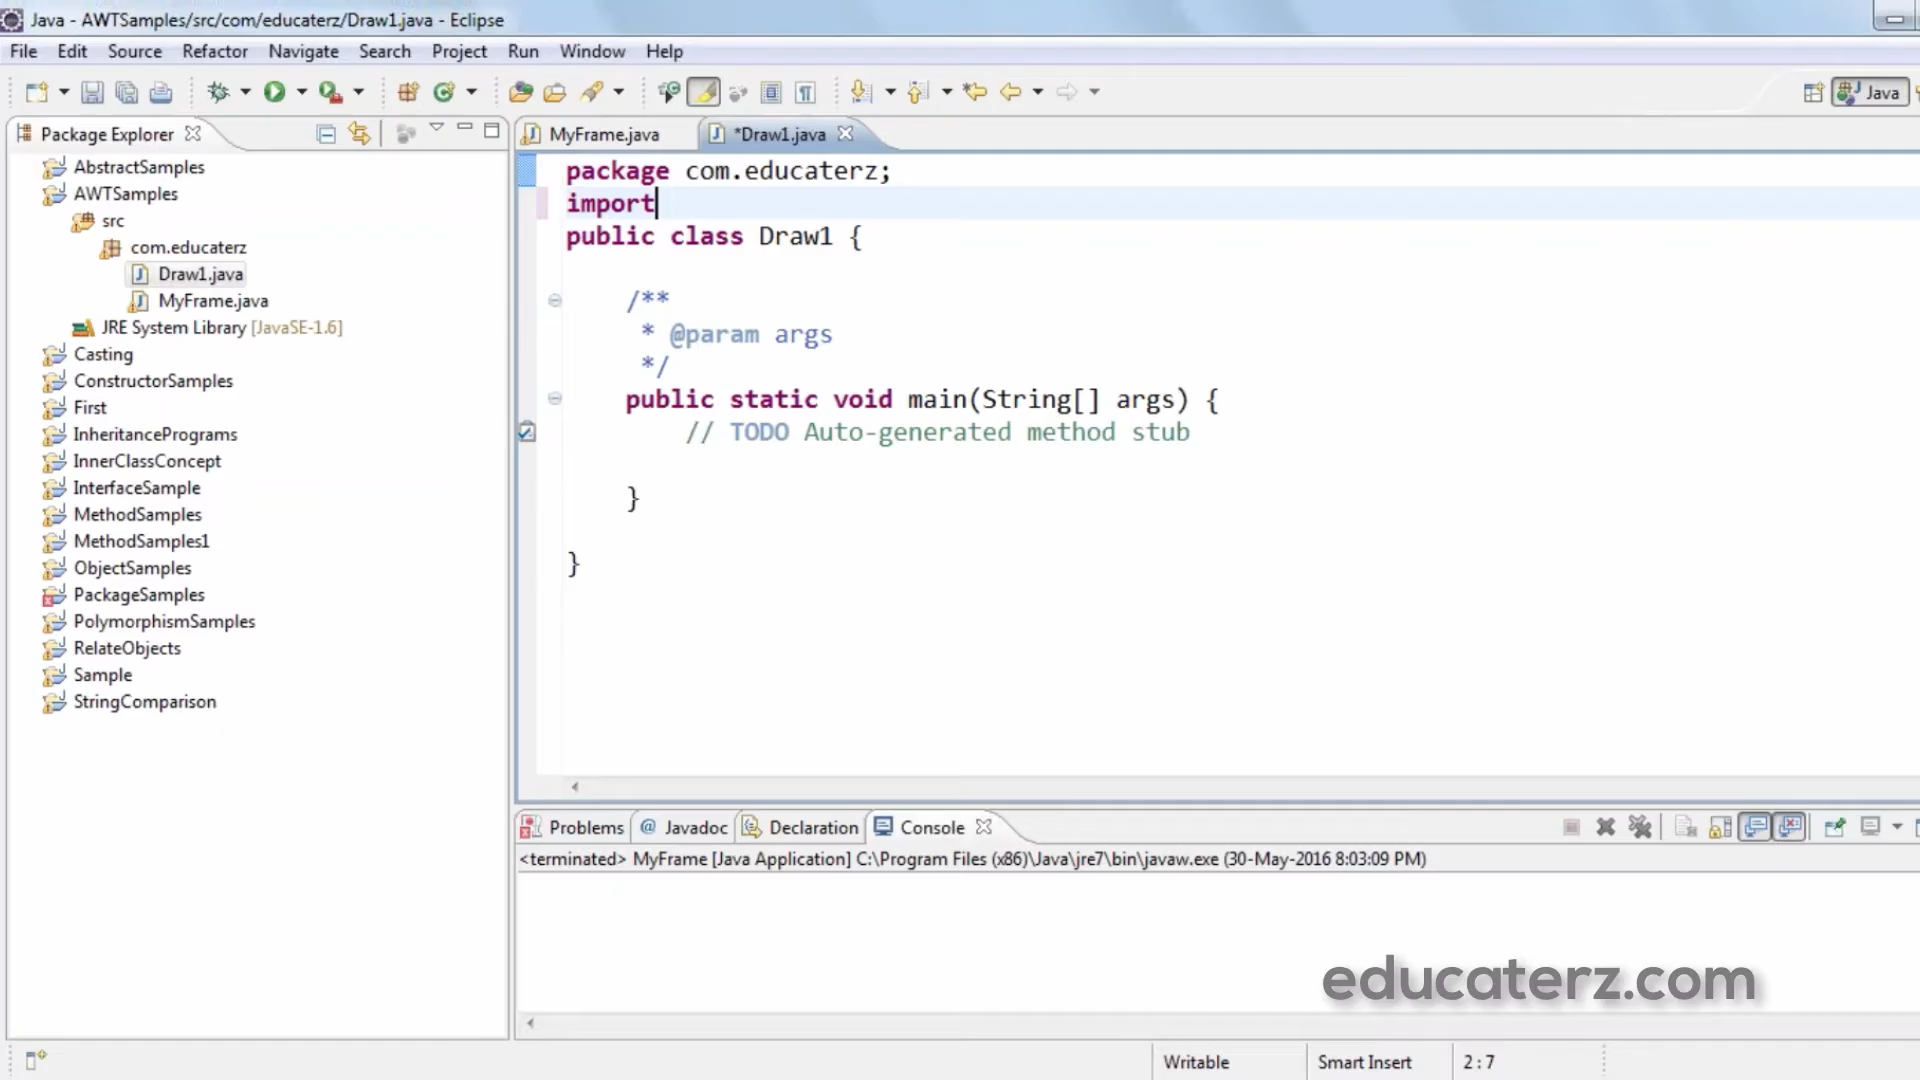 Java - AWTSamples/src/com/educaterz/Draw1.java - Eclipse
File Edit Source Refactor Navigate Search Project Run Window Help
Java
Package Explorer
AbstractSamples
AWTSamples
src
com.educaterz
Draw1.java
MyFrame.java
JRE System Library [JavaSE-1.6]
Casting
ConstructorSamples
First
InheritancePrograms
InnerClassConcept
InterfaceSample
MethodSamples
MethodSamples1
ObjectSamples
PackageSamples
PolymorphismSamples
RelateObjects
Sample
StringComparison
MyFrame.java *Draw1.java
package com.educaterz;
import
public class Draw1 {
/**
* @param args
*/
public static void main(String[] args) {
// TODO Auto-generated method stub
}
}
Problems @ Javadoc Declaration Console
<terminated> MyFrame [Java Application] C:\Program Files (x86)\Java\jre7\bin\javaw.exe (30-May-2016 8:03:09 PM)
educaterz.com
Writable Smart Insert 2 : 7